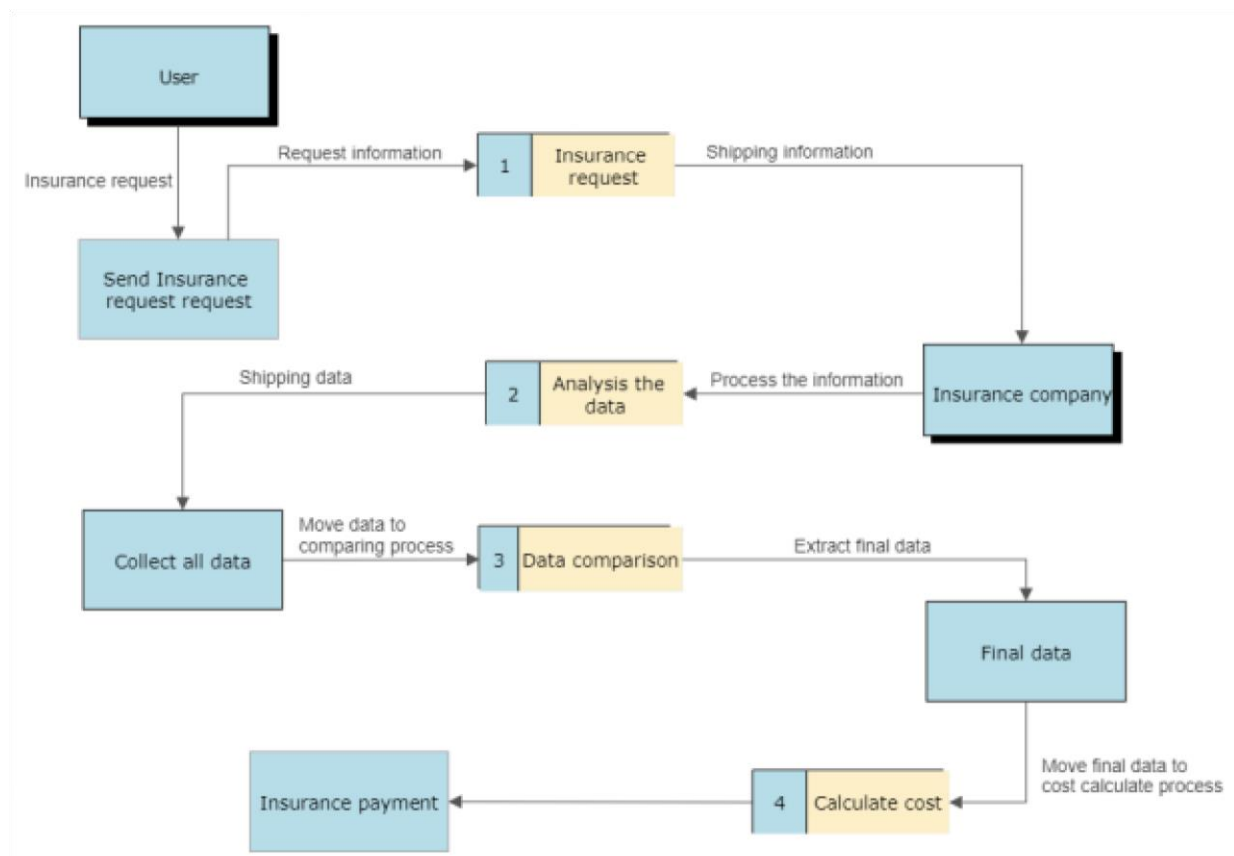 User
Insurance request
Send Insurance
request request
Request information
1
Insurance
request
Shipping information
Insurance company
Process the information
2
Analysis the
data
Shipping data
Collect all data
Move data to
comparing process
3
Data comparison
Extract final data
Final data
Move final data to
cost calculate process
4
Calculate cost
Insurance payment